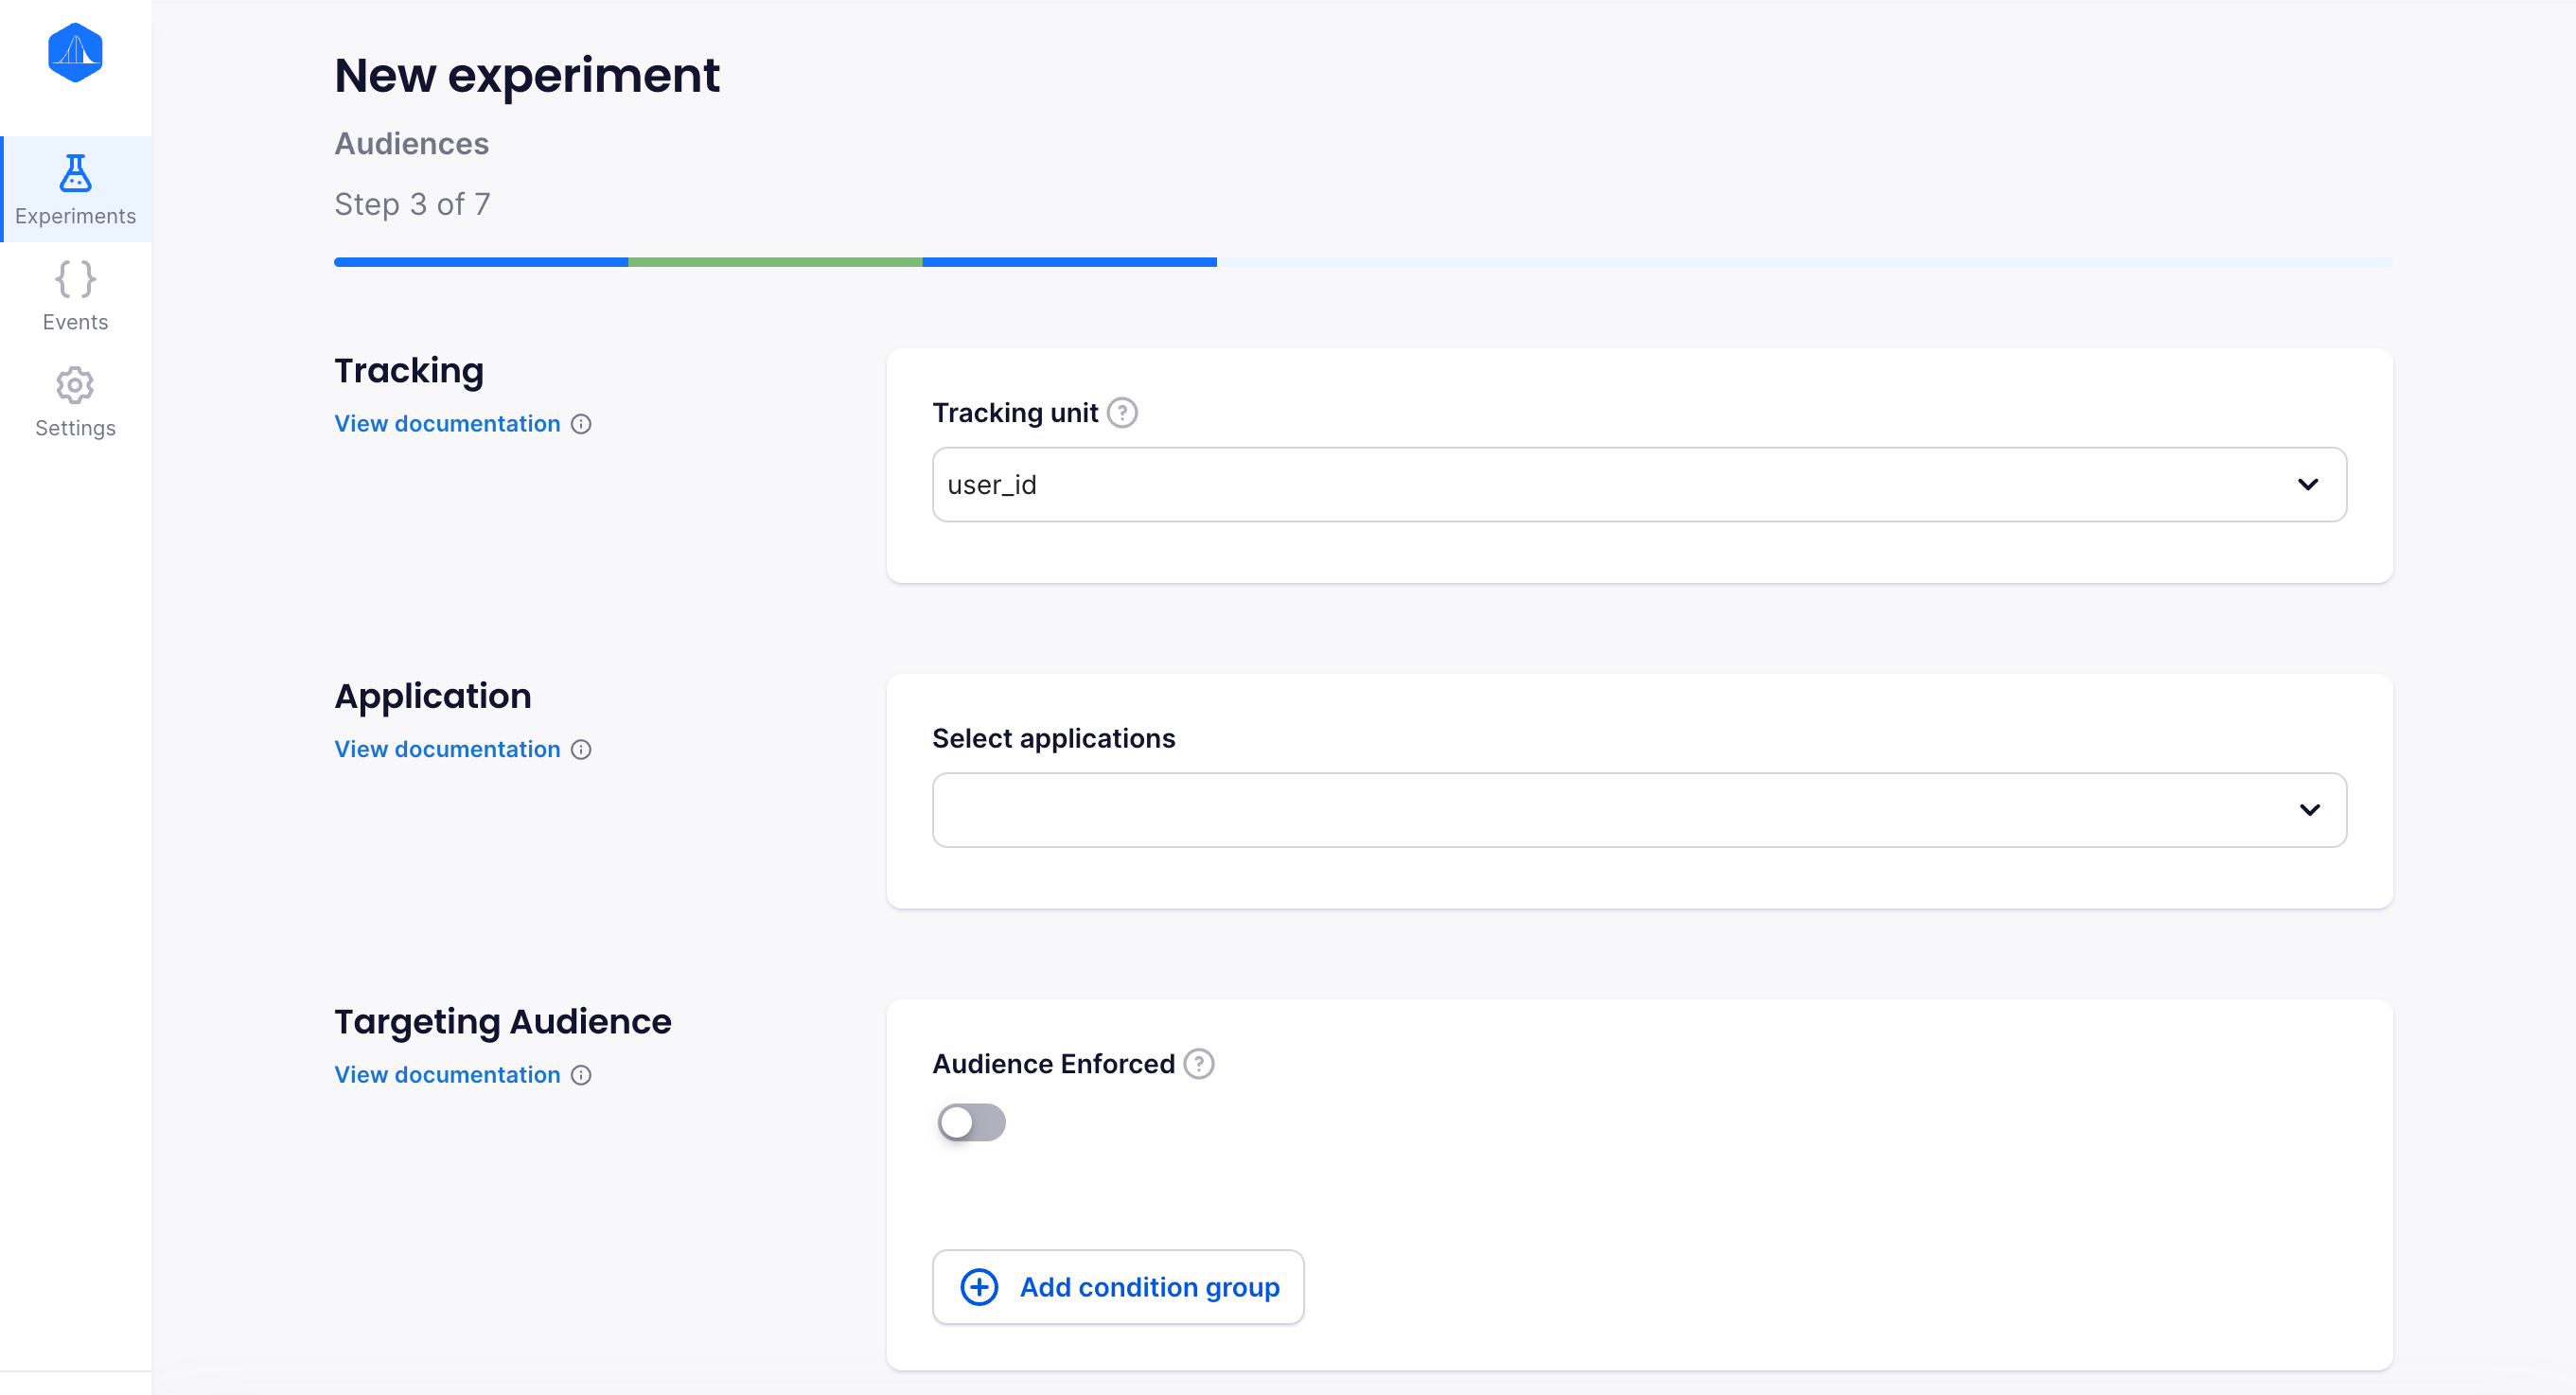 New experiment
Audiences
Step 3 of 7
Experiments
Events
Settings
Tracking
View documentation
Tracking unit
user_id
Application
View documentation
Select applications
Targeting Audience
View documentation
Audience Enforced
Add condition group